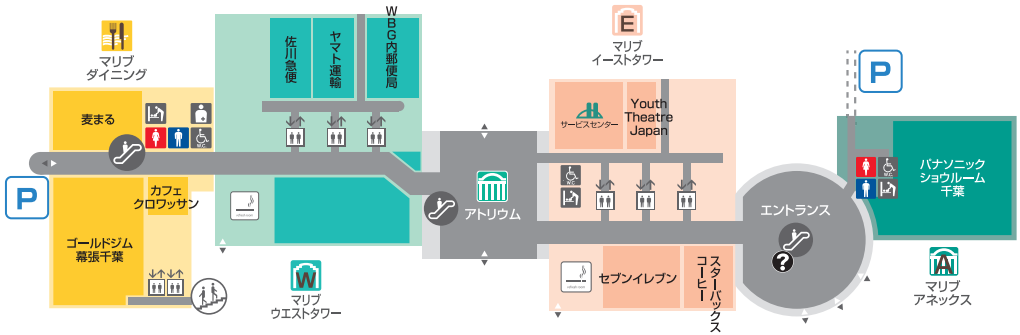 マリブ
ダイニング
麦まる
P
カフェ
クロワッサン
ゴールドジム
幕張千葉
佐川急便
ヤマト運輸
WBG内郵便局
W
マリブ
ウエストタワー
アトリウム
E
マリブ
イーストタワー
サービスセンター
Youth
Theatre
Japan
セブンイレブン
スターバックス
コーヒー
エントランス
?
P
パナソニック
ショウルーム
千葉
A
マリブ
アネックス